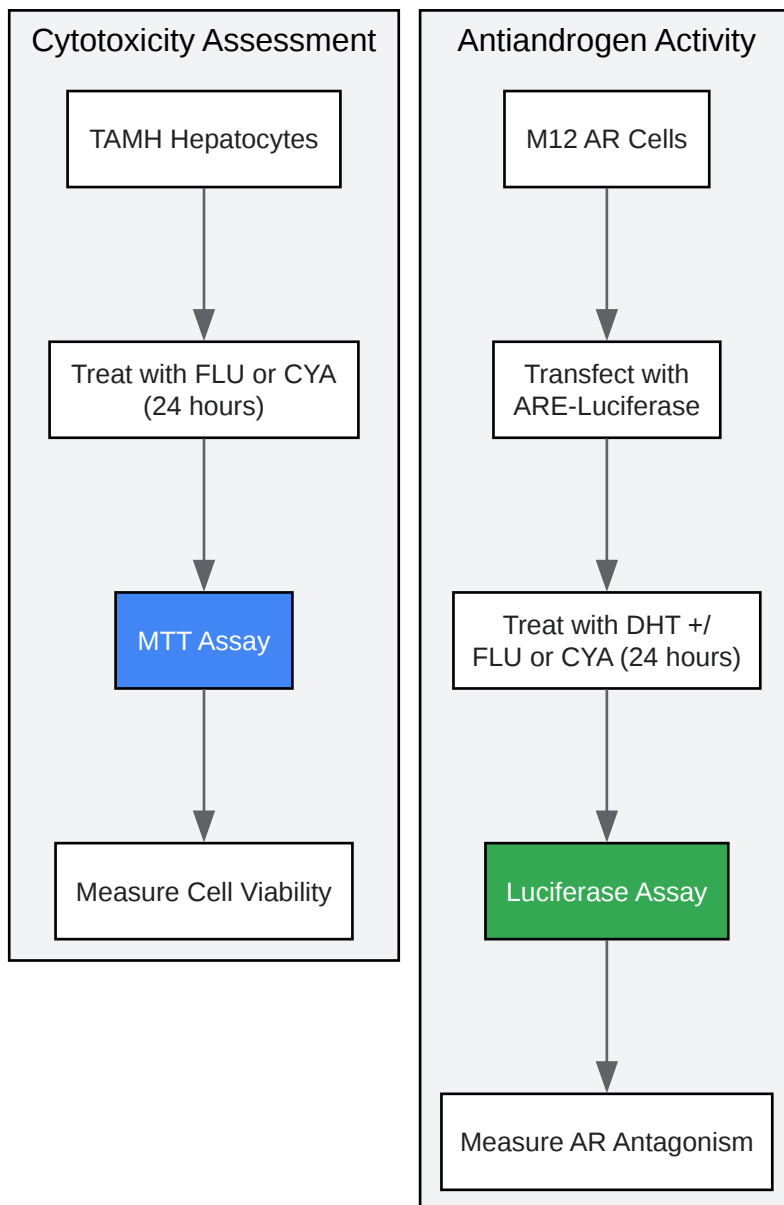 Cytotoxicity Assessment
TAMH Hepatocytes
Treat with FLU or CYA
(24 hours)
MTT Assay
Measure Cell Viability
Antiandrogen Activity
M12 AR Cells
Transfect with
ARE-Luciferase
Treat with DHT +/
FLU or CYA (24 hours)
Luciferase Assay
Measure AR Antagonism